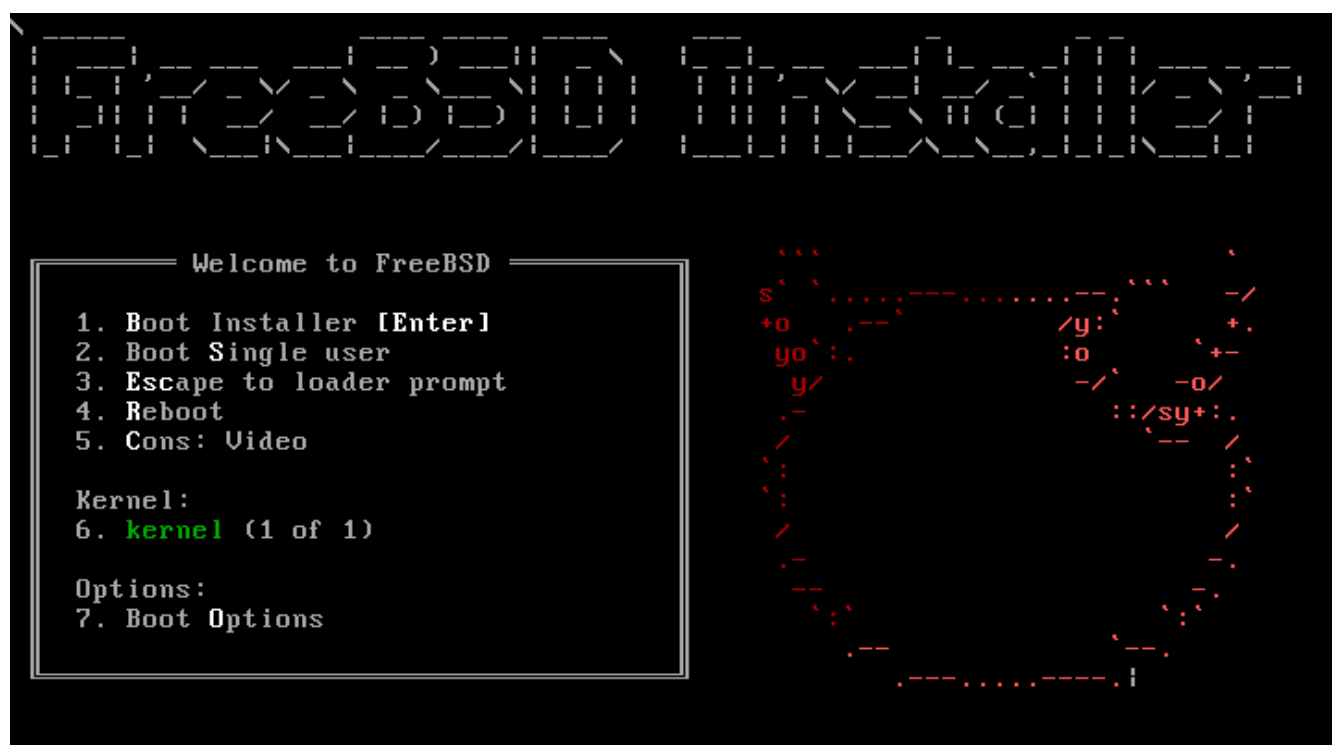 FreeBSD Installer
Welcome to FreeBSD
1. Boot Installer [Enter]
2. Boot Single user
3. Escape to loader prompt
4. Reboot
5. Cons: Video
Kernel:
6. kernel (1 of 1)
Options:
7. Boot Options